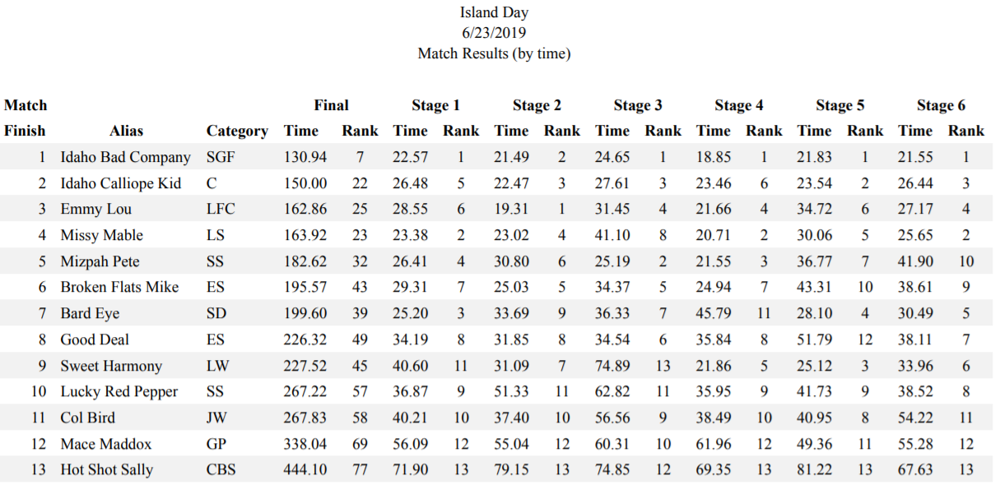 Island Day
6/23/2019
Match Results (by time)
Match Final Stage 1 Stage 2 Stage 3 Stage 4 Stage 5 Stage 6
Finish Alias Category Time Rank Time Rank Time Rank Time Rank Time Rank Time Rank Time Rank
1 Idaho Bad Company SGF 130.94 7 22.57 1 21.49 2 24.65 1 18.85 1 21.83 1 21.55 1
2 Idaho Calliope Kid C 150.00 22 26.48 5 22.47 3 27.61 3 23.46 6 23.54 2 26.44 3
3 Emmy Lou LFC 162.86 25 28.55 6 19.31 1 31.45 4 21.66 4 34.72 6 27.17 4
4 Missy Mable LS 163.92 23 23.38 2 23.02 4 41.10 8 20.71 2 30.06 5 25.65 2
5 Mizpah Pete SS 182.62 32 26.41 4 30.80 6 25.19 2 21.55 3 36.77 7 41.90 10
6 Broken Flats Mike ES 195.57 43 29.31 7 25.03 5 34.37 5 24.94 7 43.31 10 38.61 9
7 Bard Eye SD 199.60 39 25.20 3 33.69 9 36.33 7 45.79 11 28.10 4 30.49 5
8 Good Deal ES 226.32 49 34.19 8 31.85 8 34.54 6 35.84 8 51.79 12 38.11 7
9 Sweet Harmony LW 227.52 45 40.60 11 31.09 7 74.89 13 21.86 5 25.12 3 33.96 6
10 Lucky Red Pepper SS 267.22 57 36.87 9 51.33 11 62.82 11 35.95 9 41.73 9 38.52 8
11 Col Bird JW 267.83 58 40.21 10 37.40 10 56.56 9 38.49 10 40.95 8 54.22 11
12 Mace Maddox GP 338.04 69 56.09 12 55.04 12 60.31 10 61.96 12 49.36 11 55.28 12
13 Hot Shot Sally CBS 444.10 77 71.90 13 79.15 13 74.85 12 69.35 13 81.22 13 67.63 13